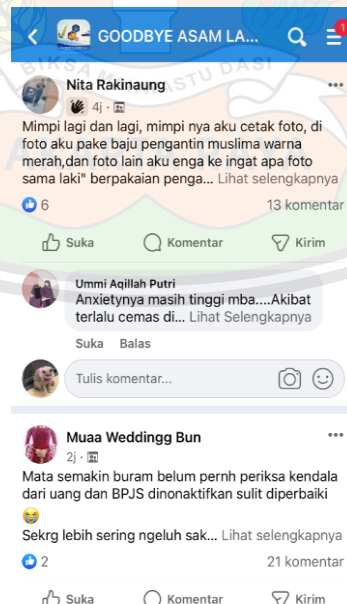 GOODBYE ASAM LA...
Nita Rakinaung
4j ·
Mimpi lagi dan lagi, mimpi nya aku cetak foto, di
foto aku pake baju pengantin muslima warna
merah,dan foto lain aku enga ke ingat apa foto
sama laki" berpakaian penga... Lihat selengkapnya
6
13 komentar
Suka
Komentar
Kirim
Ummi Aqillah Putri
Anxietynya masih tinggi mba....Akibat
terlalu cemas di... Lihat Selengkapnya
Suka Balas
Tulis komentar...
Muaa Weddingg Bun
2j ·
Mata semakin buram belum pernh periksa kendala
dari uang dan BPJS dinonaktifkan sulit diperbaiki
😭
Sekrg lebih sering ngeluh sak... Lihat selengkapnya
2
21 komentar
Suka
Komentar
Kirim